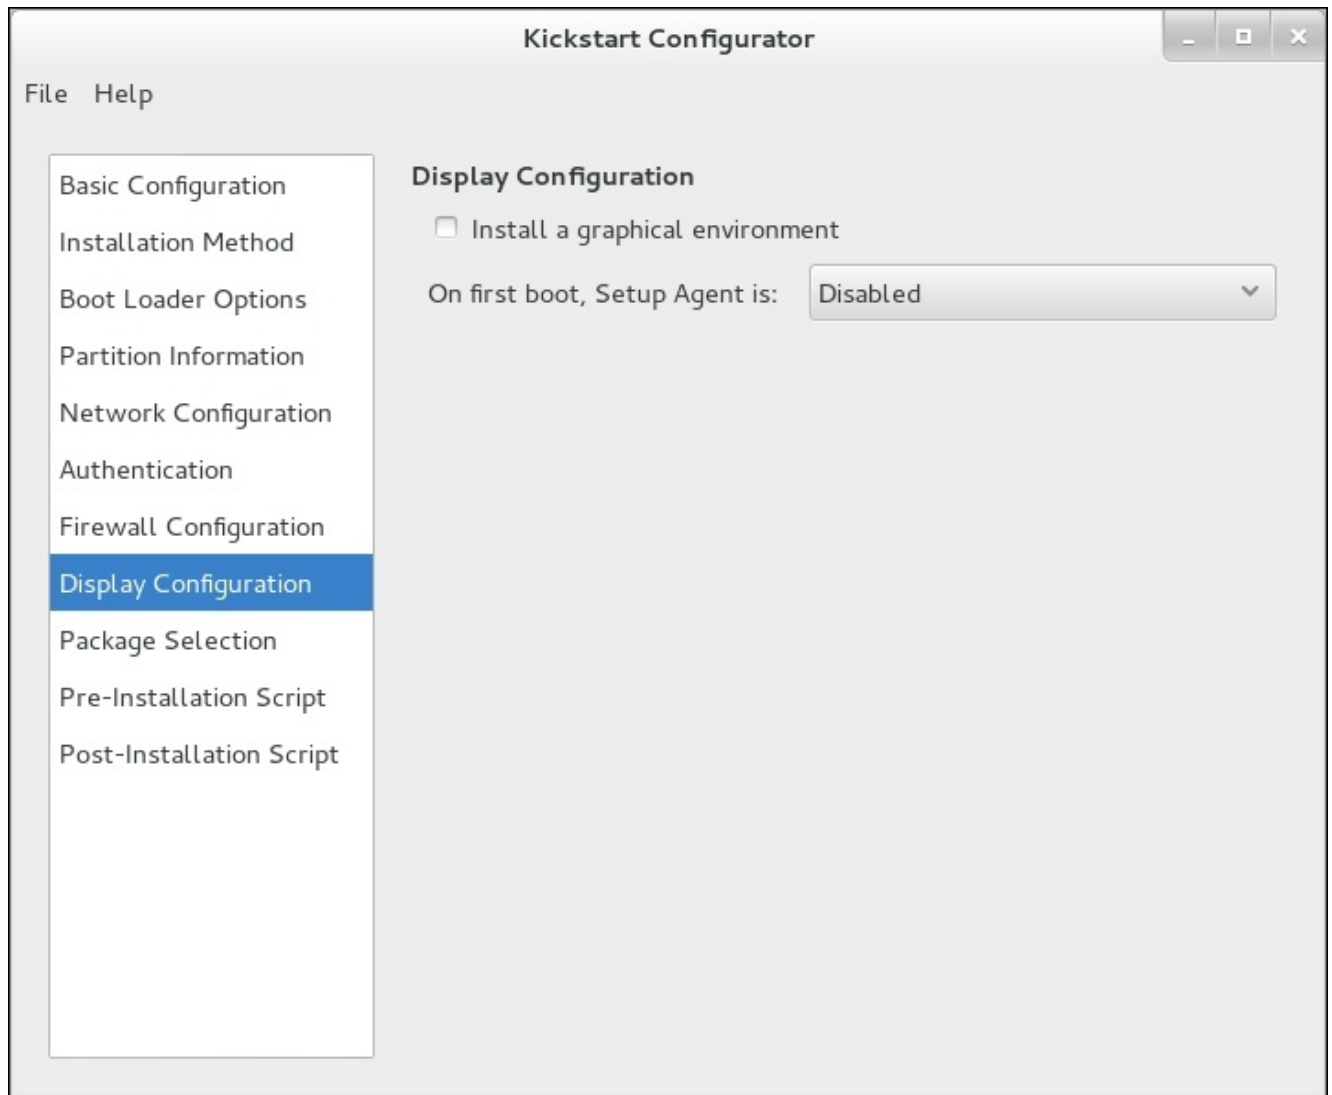 Kickstart Configurator
File Help
Basic Configuration
Installation Method
Boot Loader Options
Partition Information
Network Configuration
Authentication
Firewall Configuration
Display Configuration
Package Selection
Pre-Installation Script
Post-Installation Script
Display Configuration
Install a graphical environment
On first boot, Setup Agent is: Disabled